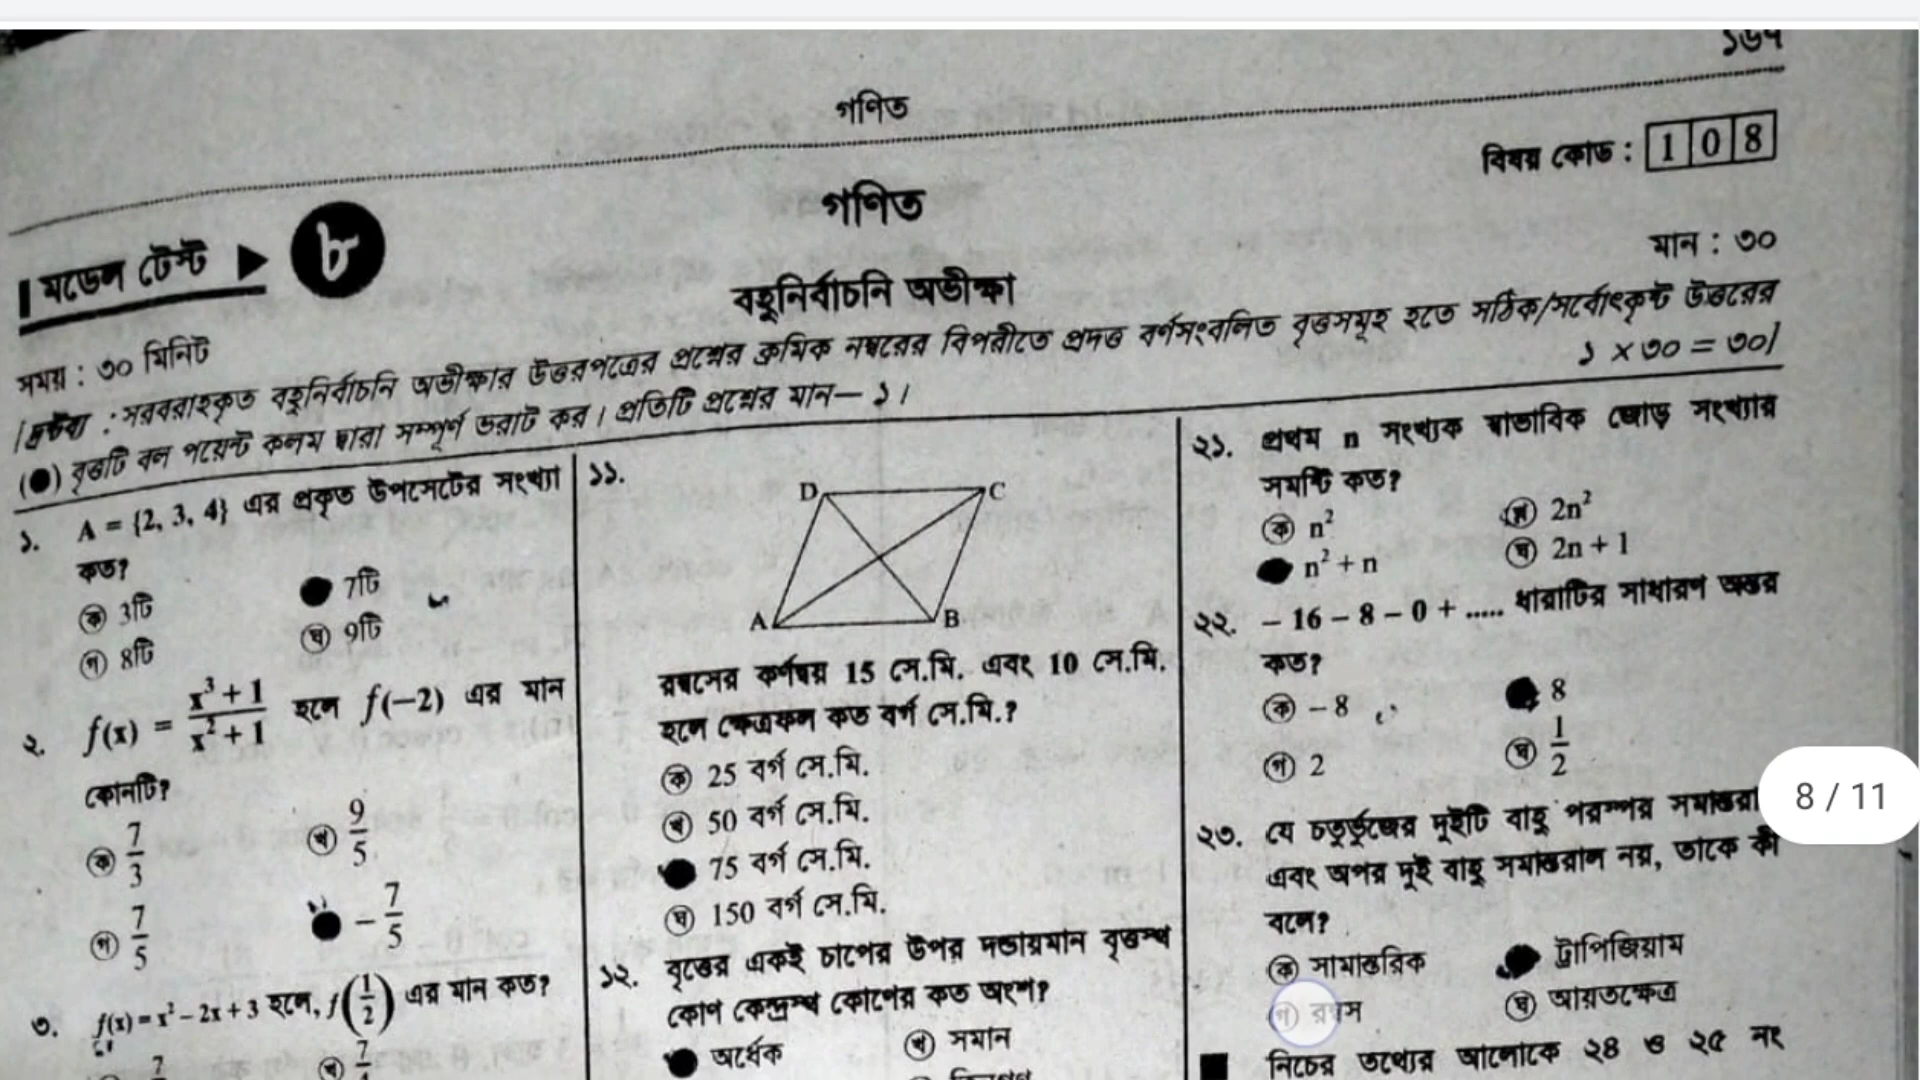 ১৬৭
গণিত
বিষয় কোড : 1 0 8
গণিত
মডেল টেস্ট ▶ ৮
মান : ৩০
বহুনির্বাচনি অভীক্ষা
সময় : ৩০ মিনিট
[দ্রষ্টব্য : সরবরাহকৃত বহুনির্বাচনি অভীক্ষার উত্তরপত্রের প্রশ্নের ক্রমিক নম্বরের বিপরীতে প্রদত্ত বর্ণসংবলিত বৃত্তসমূহ হতে সঠিক/সর্বোৎকৃষ্ট উত্তরের
(●) বৃত্তটি বল পয়েন্ট কলম দ্বারা সম্পূর্ণ ভরাট কর। প্রতিটি প্রশ্নের মান— ১। ১ × ৩০ = ৩০]
১. A = {2, 3, 4} এর প্রকৃত উপসেটের সংখ্যা
কত?
ক 3টি ● 7টি
গ 8টি ঘ 9টি
২. f(x) = (x³ + 1)/(x² + 1) হলে f(−2) এর মান
কোনটি?
ক 7/3 খ 9/5
গ 7/5 ● − 7/5
৩. f(x) = x² − 2x + 3 হলে, f(1/2) এর মান কত?
7 খ 7
১১.
D C
A B
রম্বসের কর্ণদ্বয় 15 সে.মি. এবং 10 সে.মি.
হলে ক্ষেত্রফল কত বর্গ সে.মি.?
ক 25 বর্গ সে.মি.
খ 50 বর্গ সে.মি.
● 75 বর্গ সে.মি.
ঘ 150 বর্গ সে.মি.
১২. বৃত্তের একই চাপের উপর দণ্ডায়মান বৃত্তস্থ
কোণ কেন্দ্রস্থ কোণের কত অংশ?
● অর্ধেক খ সমান
২১. প্রথম n সংখ্যক স্বাভাবিক জোড় সংখ্যার
সমষ্টি কত?
ক n² খ 2n²
● n² + n ঘ 2n + 1
২২. − 16 − 8 − 0 + ..... ধারাটির সাধারণ অন্তর
কত?
ক − 8 ● 8
গ 2 ঘ 1/2
8 / 11
২৩. যে চতুর্ভুজের দুইটি বাহু পরস্পর সমান্তরা
এবং অপর দুই বাহু সমান্তরাল নয়, তাকে কী
বলে?
ক সামান্তরিক ● ট্রাপিজিয়াম
গ রম্বস ঘ আয়তক্ষেত্র
নিচের তথ্যের আলোকে ২৪ ও ২৫ নং